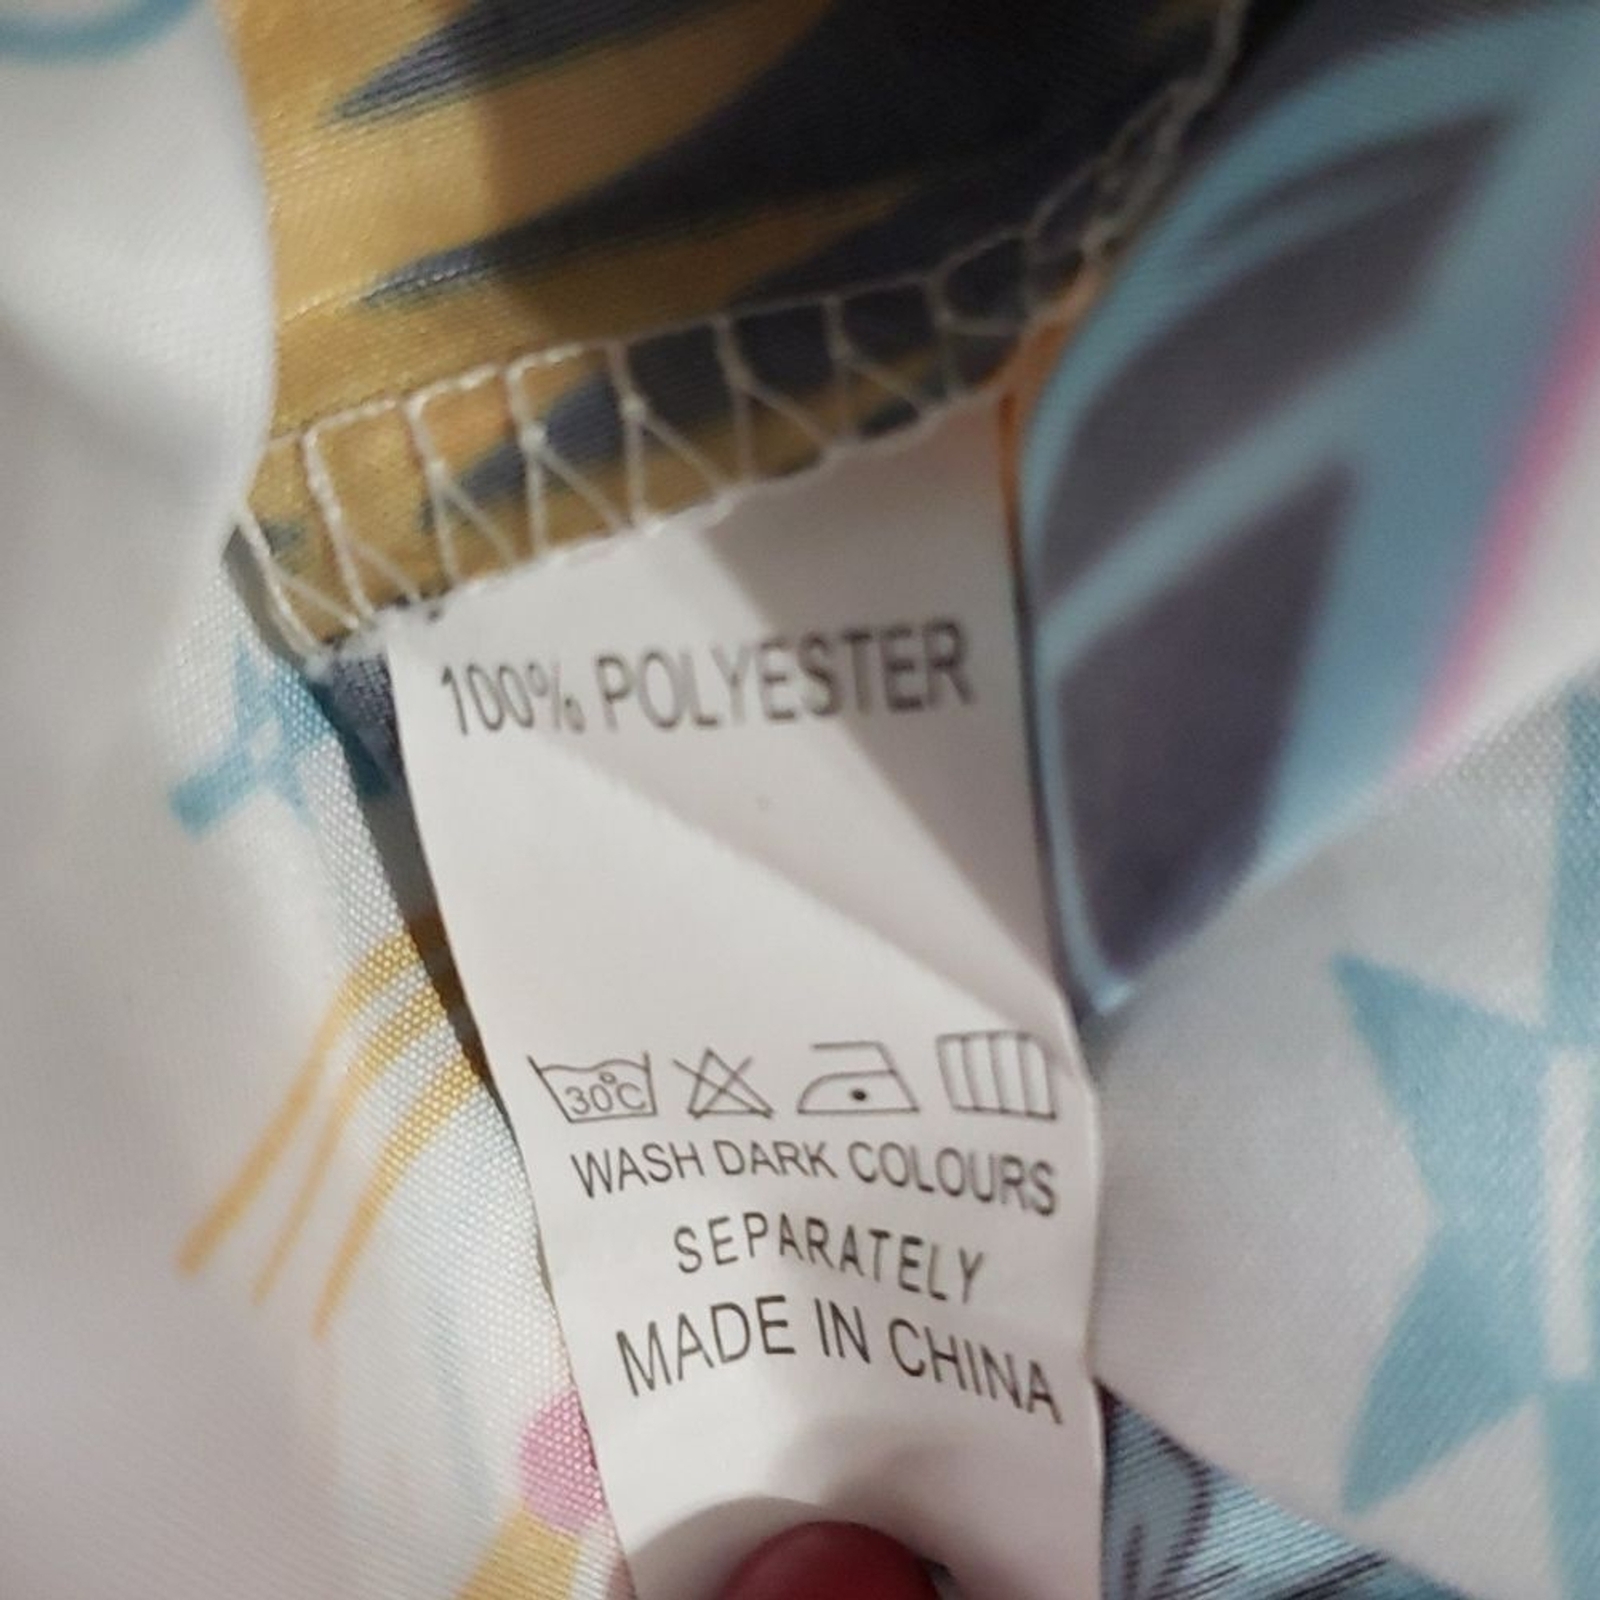 100% POLYESTER
30°C
WASH DARK COLOURS
SEPARATELY
MADE IN CHINA